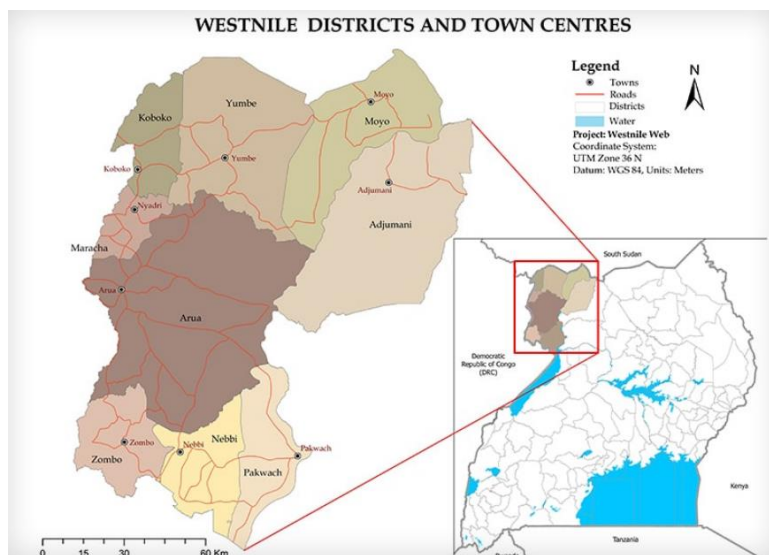 WESTNILE DISTRICTS AND TOWN CENTRES
Legend
Towns
Roads
Districts
Water
Project: Westnile Web
Coordinate System:
UTM Zone 36 N
Datum: WGS 84, Units: Meters
N
Koboko
Yumbe
Moyo
Moyo
Koboko
Yumbe
Adjumani
Adjumani
Nyadri
Maracha
Arua
Arua
Zombo
Zombo
Nebbi
Nebbi
Pakwach
Pakwach
0 15 30 60 Km
South Sudan
Democratic
Republic of Congo
(DRC)
Kenya
Tanzania